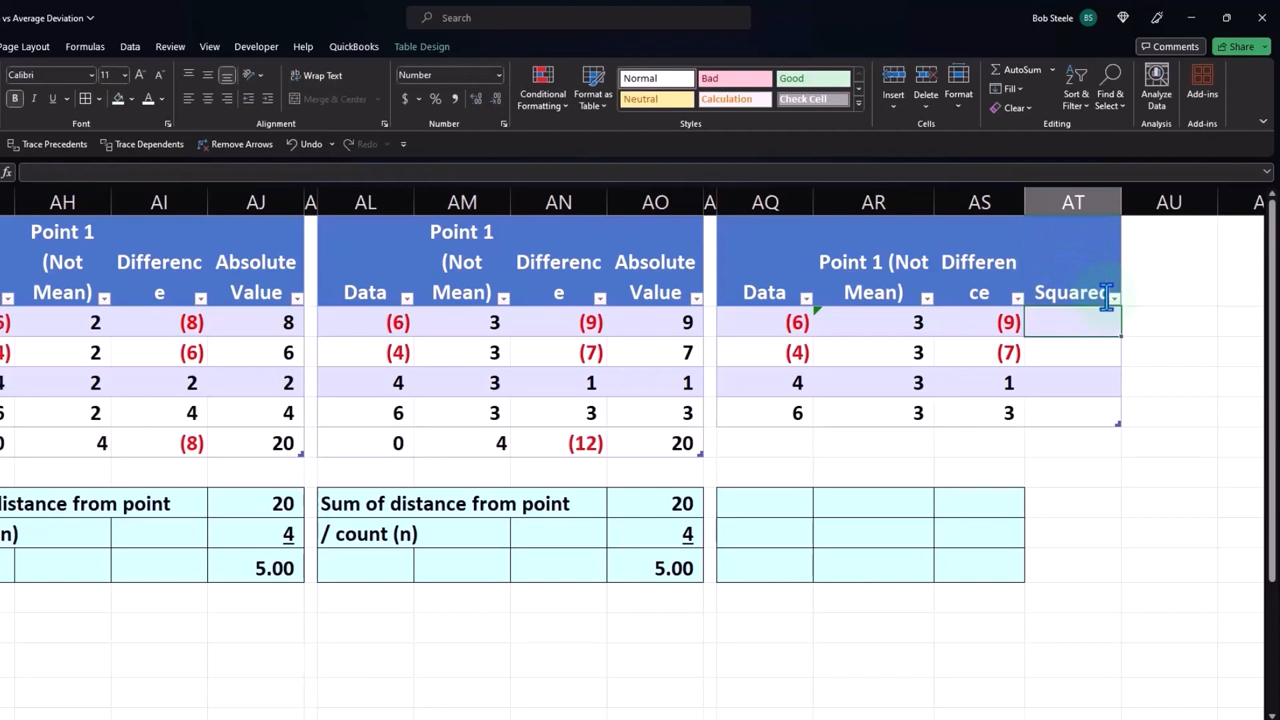 vs Average Deviation
Search
Bob Steele
BS
Page Layout
Formulas
Data
Review
View
Developer
Help
QuickBooks
Table Design
Comments
Share
Calibri
11
Wrap Text
Number
Normal
Bad
Good
AutoSum
Merge & Center
Conditional
Formatting
Format as
Table
Neutral
Calculation
Check Cell
Insert
Delete
Format
Fill
Clear
Sort &
Filter
Find &
Select
Analyze
Data
Add-ins
Font
Alignment
Number
Styles
Cells
Editing
Analysis
Add-ins
Trace Precedents
Trace Dependents
Remove Arrows
Undo
Redo
fx
AH AI AJ A AL AM AN AO A AQ AR AS AT AU
Point 1 (Not Mean) Differenc e Absolute Value
Data Point 1 (Not Mean) Differenc e Absolute Value
Data Point 1 (Not Mean) Differen ce Squared
2 (8) 8 (6) 3 (9) 9 (6) 3 (9)
2 (6) 6 (4) 3 (7) 7 (4) 3 (7)
2 2 2 4 3 1 1 4 3 1
2 4 4 6 3 3 3 6 3 3
4 (8) 20 0 4 (12) 20
distance from point 20 Sum of distance from point 20
n) 4 / count (n) 4
5.00 5.00